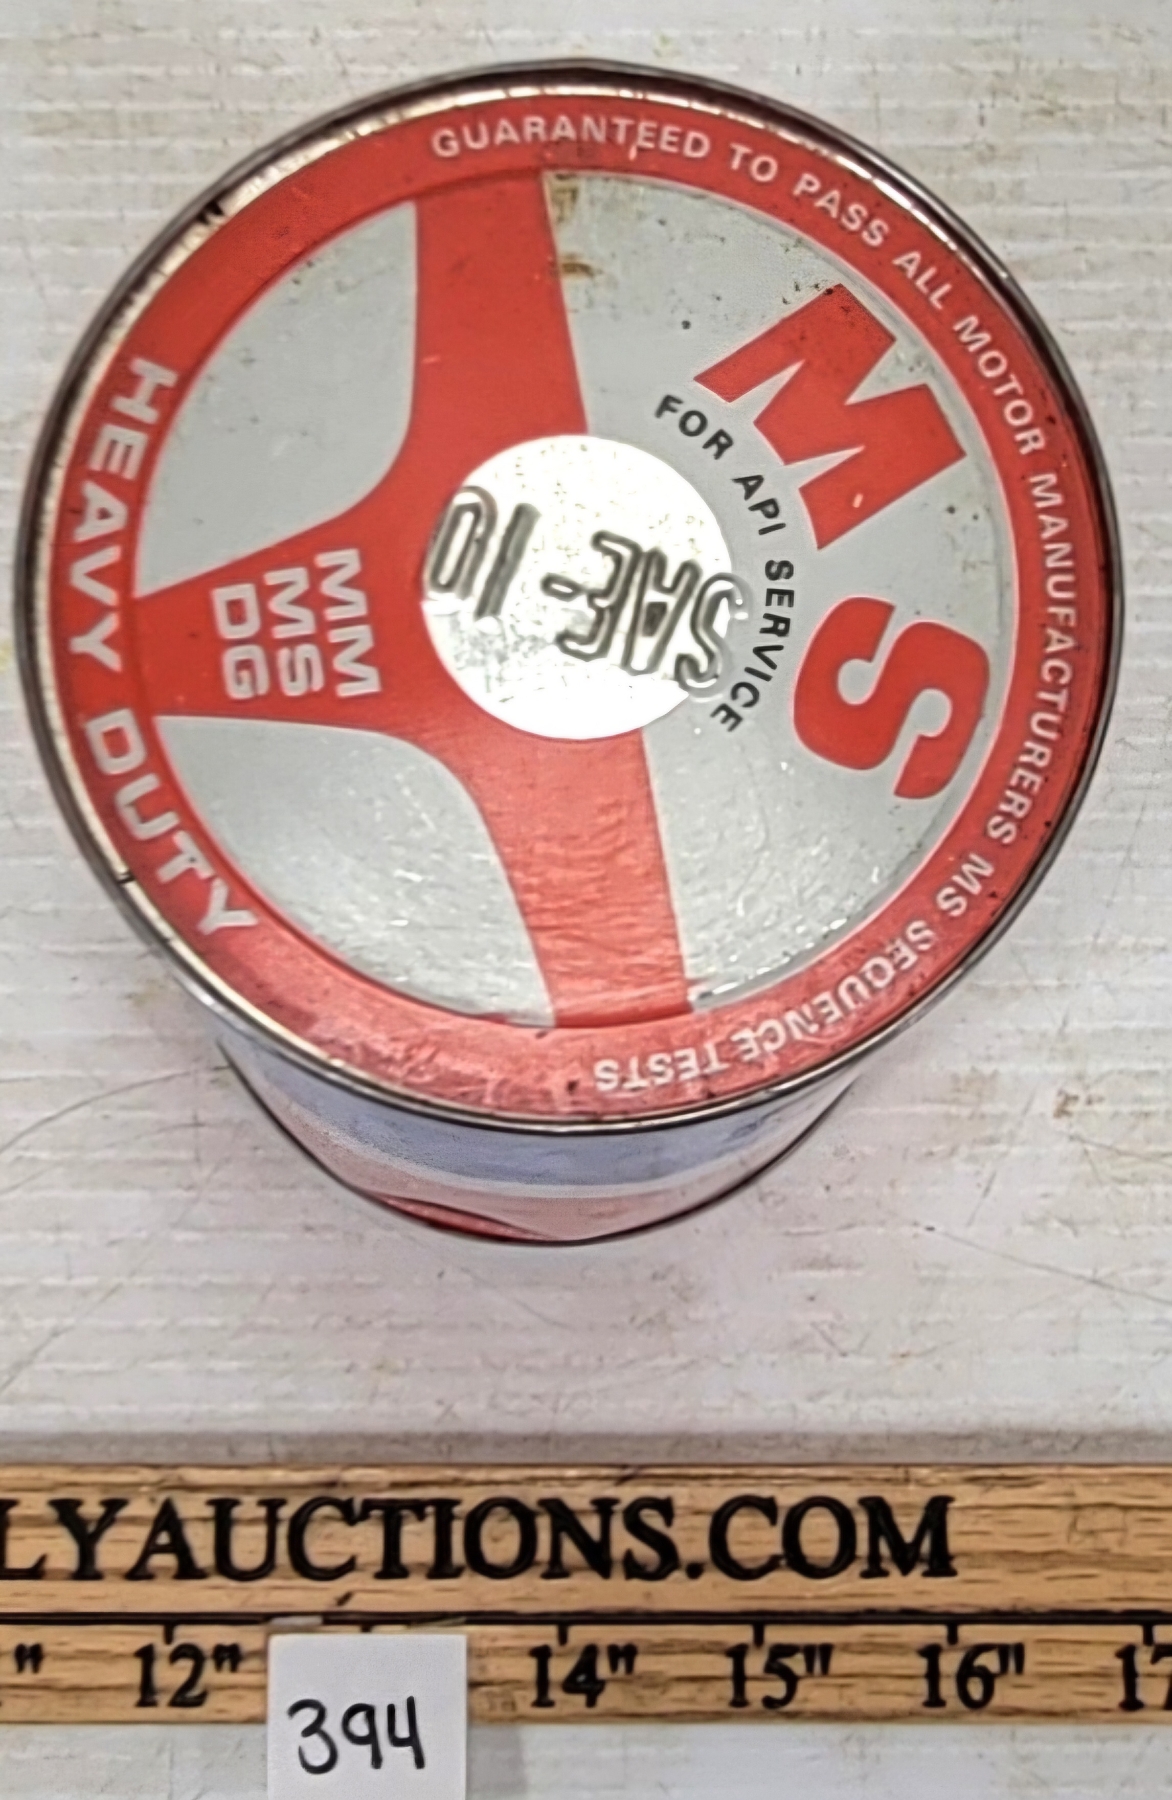 GUARANTEED TO PASS ALL MOTOR MANUFACTURERS MS SEQUENCE TESTS
MS
FOR API SERVICE
SAE-10
MM
MS
DG
HEAVY DUTY
LYAUCTIONS.COM
12" 14" 15" 16" 17
394